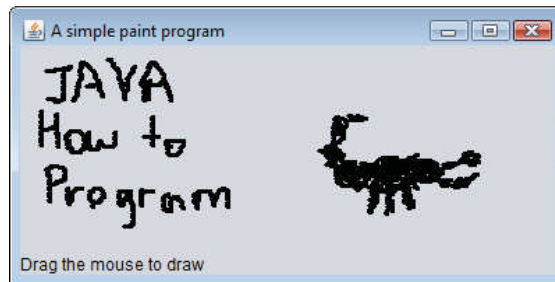 A simple paint program
JAVA
How to
Program
Drag the mouse to draw